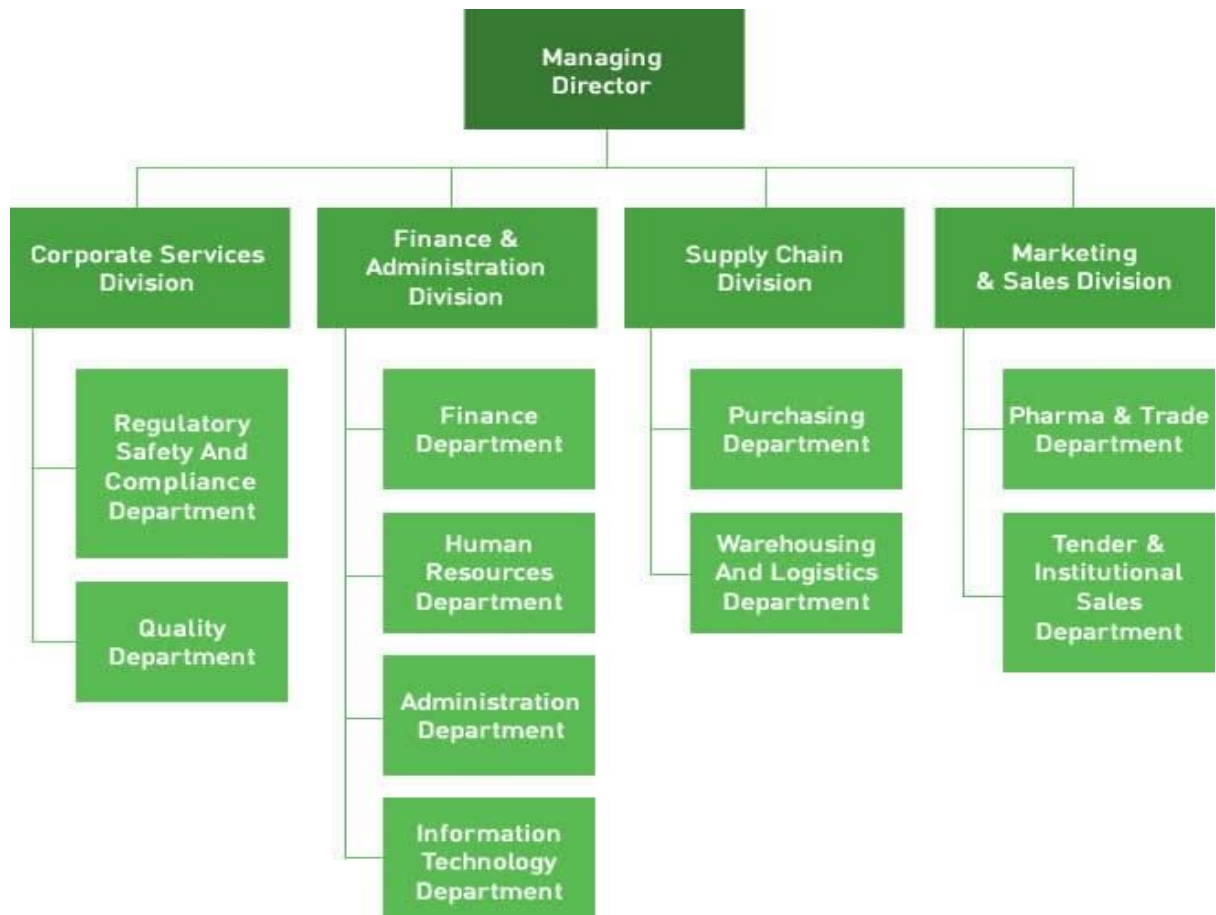 Managing
Director
Corporate Services
Division
Finance &
Administration
Division
Supply Chain
Division
Marketing
& Sales Division
Regulatory
Safety And
Compliance
Department
Quality
Department
Finance
Department
Human
Resources
Department
Administration
Department
Information
Technology
Department
Purchasing
Department
Warehousing
And Logistics
Department
Pharma & Trade
Department
Tender &
Institutional
Sales
Department